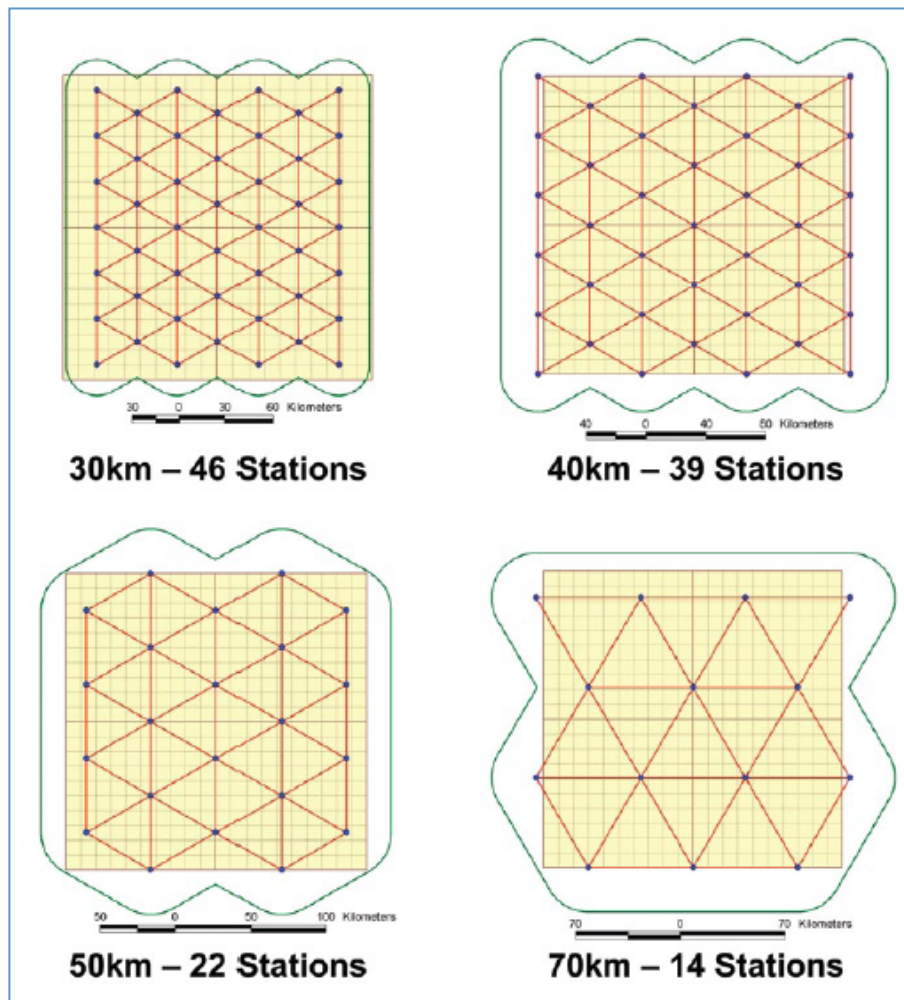 30 0 30 60 Kilometers
30km – 46 Stations
40 0 40 80 Kilometers
40km – 39 Stations
50 0 50 100 Kilometers
50km – 22 Stations
70 0 70 Kilometers
70km – 14 Stations